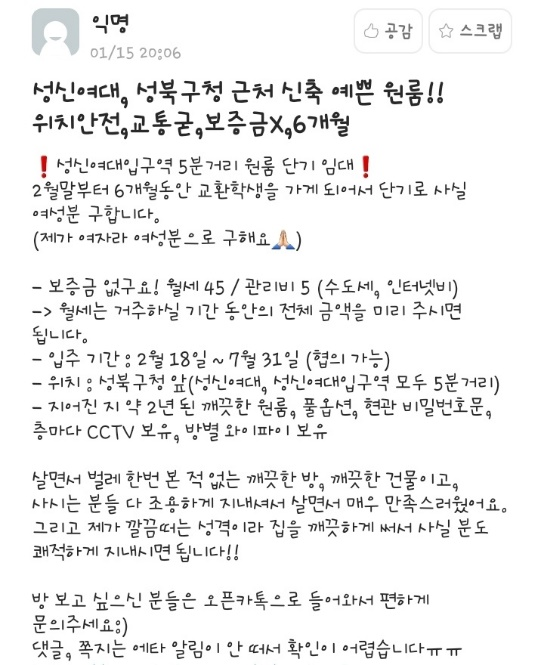 익명
01/15 20:06
공감
스크랩
성신여대, 성북구청 근처 신축 예쁜 원룸!!
위치안전,교통굳,보증금X,6개월
❗성신여대입구역 5분거리 원룸 단기 임대❗
2월말부터 6개월동안 교환학생을 가게 되어서 단기로 사실
여성분 구합니다.
(제가 여자라 여성분으로 구해요🙏🏻)
- 보증금 없구요! 월세 45 / 관리비 5 (수도세, 인터넷비)
-> 월세는 거주하실 기간 동안의 전체 금액을 미리 주시면
됩니다.
- 입주 기간 : 2월 18일 ~ 7월 31일 (협의 가능)
- 위치 : 성북구청 앞(성신여대, 성신여대입구역 모두 5분거리)
- 지어진 지 약 2년 된 깨끗한 원룸, 풀옵션, 현관 비밀번호문,
층마다 CCTV 보유, 방별 와이파이 보유
살면서 벌레 한번 본 적 없는 깨끗한 방, 깨끗한 건물이고,
사시는 분들 다 조용하게 지내셔서 살면서 매우 만족스러웠어요.
그리고 제가 깔끔떠는 성격이라 집을 깨끗하게 써서 사실 분도
쾌적하게 지내시면 됩니다!!
방 보고 싶으신 분들은 오픈카톡으로 들어와서 편하게
문의주세요:)
댓글, 쪽지는 에타 알림이 안 떠서 확인이 어렵습니다ㅠㅠ